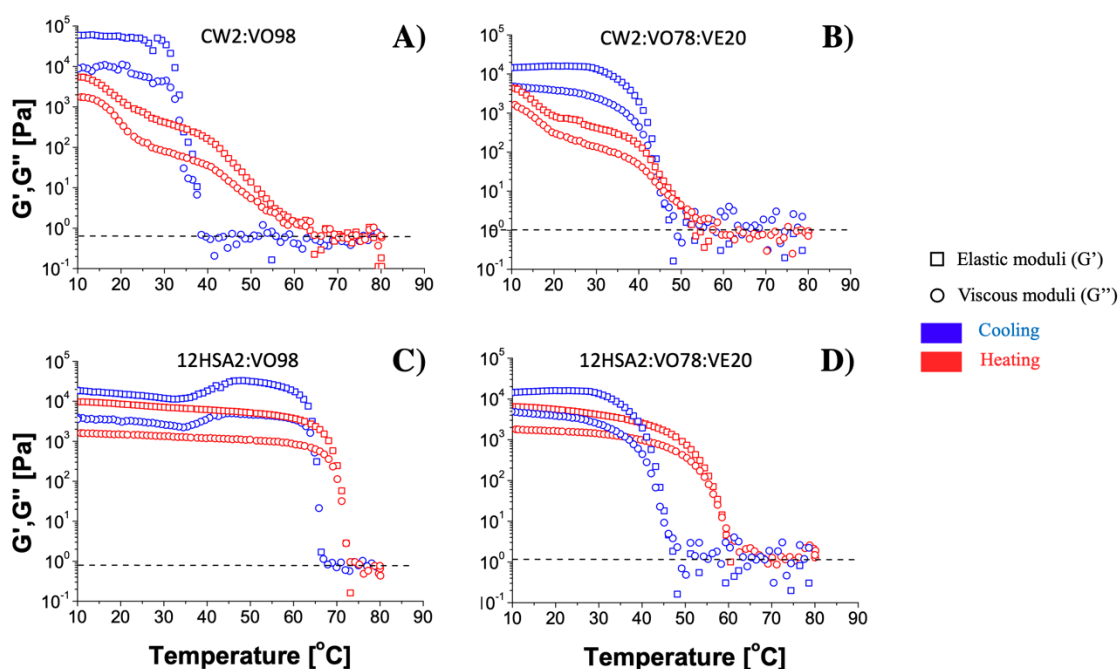 CW2:VO98
A)
G',G'' [Pa]
10⁵
10⁴
10³
10²
10¹
10⁰
10⁻¹
10 20 30 40 50 60 70 80 90
CW2:VO78:VE20
B)
10⁵
10⁴
10³
10²
10¹
10⁰
10⁻¹
10 20 30 40 50 60 70 80 90
Elastic moduli (G’)
Viscous moduli (G’’)
Cooling
Heating
12HSA2:VO98
C)
G',G'' [Pa]
10⁵
10⁴
10³
10²
10¹
10⁰
10⁻¹
10 20 30 40 50 60 70 80 90
Temperature [°C]
12HSA2:VO78:VE20
D)
10⁵
10⁴
10³
10²
10¹
10⁰
10⁻¹
10 20 30 40 50 60 70 80 90
Temperature [°C]